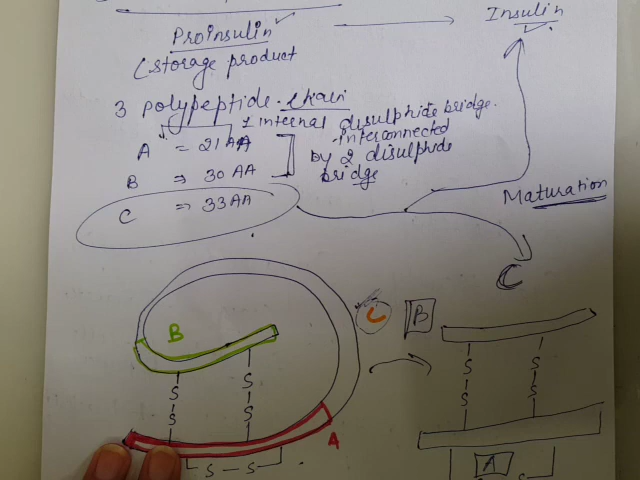 Proinsulin
Insulin
(storage product
3 polypeptide chain
1 internal disulphide bridge.
A = 21 AA
interconnected
by 2 disulphide
bridge
B ⇒ 30 AA
C ⇒ 33 AA
Maturation
C
C
B
B
S S S S
S S S S
S S S S
A
S — S
A